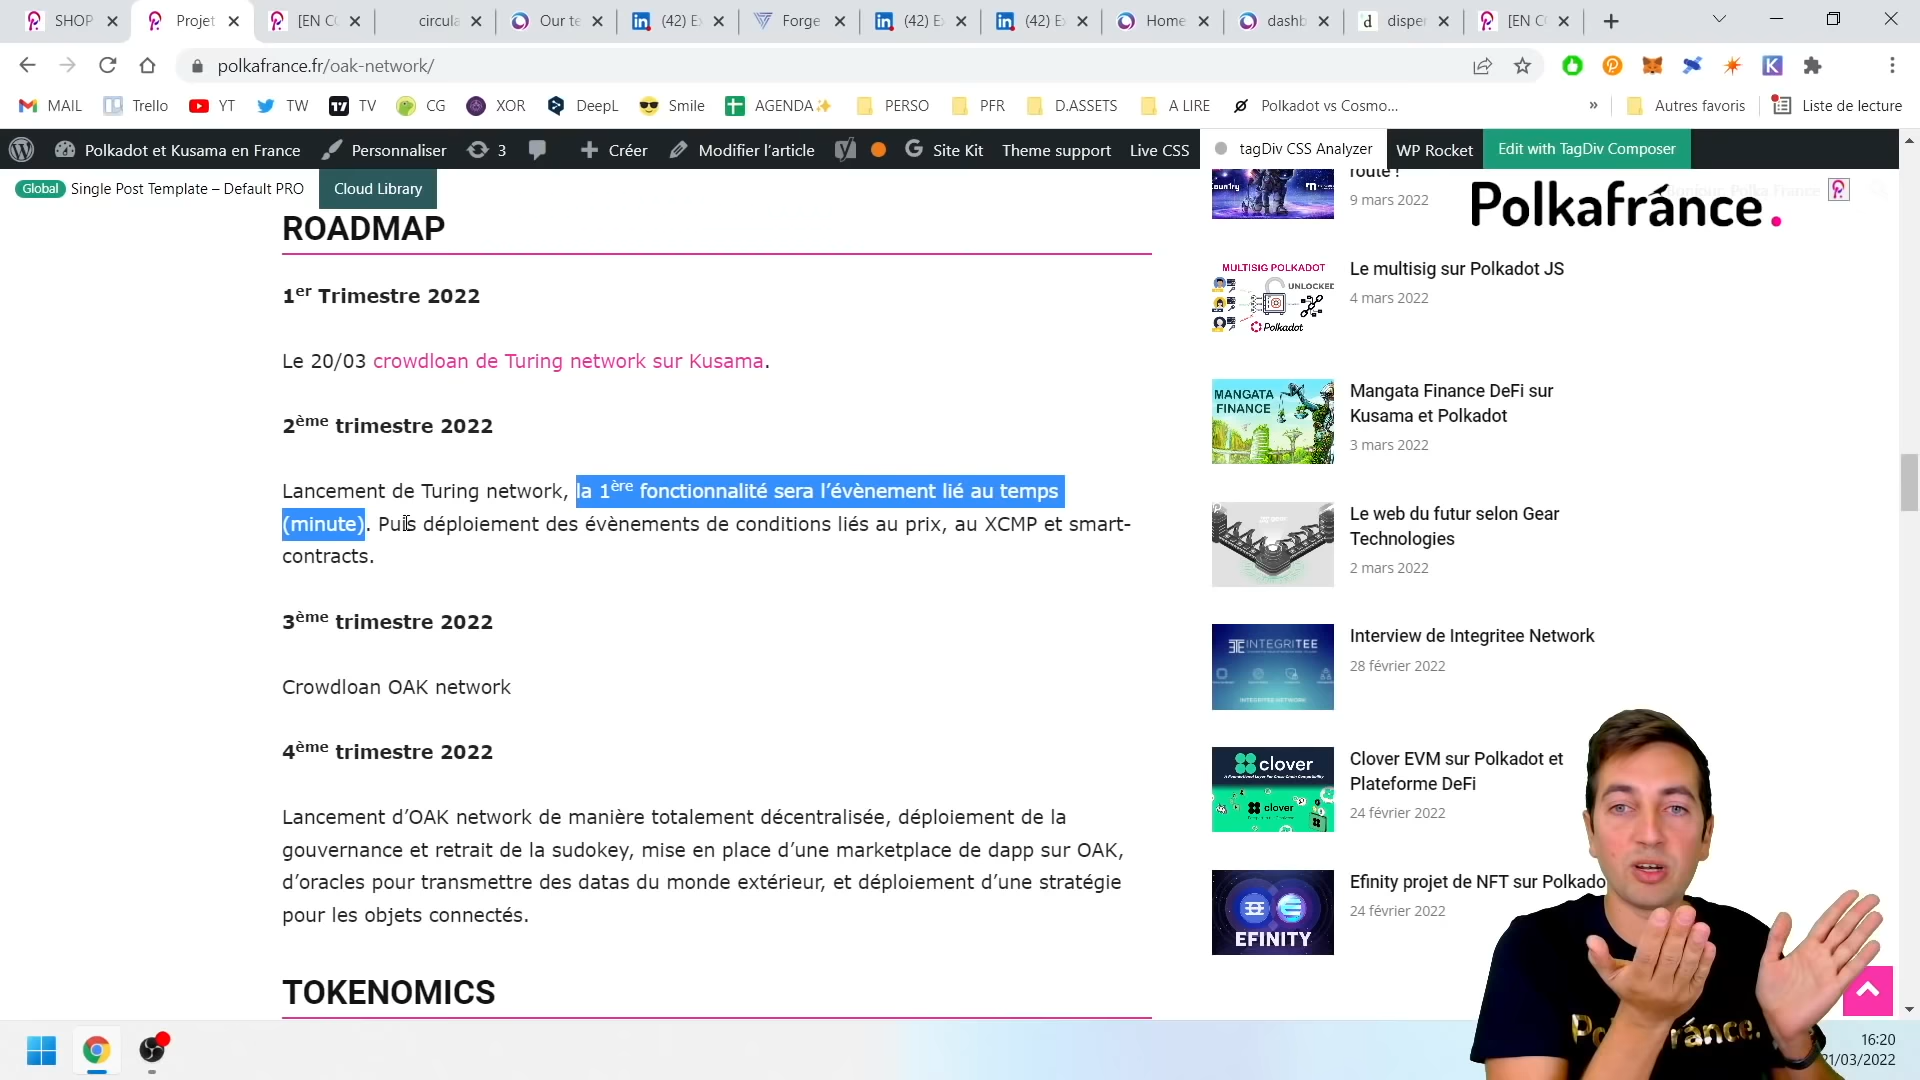 SHOP
Projet
[EN C
circula
Our te
(42) E
Forge
(42) E
(42) E
Home
dashb
disper
[EN C
polkafrance.fr/oak-network/
MAIL
Trello
YT
TW
TV
CG
XOR
DeepL
Smile
AGENDA✨
PERSO
PFR
D.ASSETS
A LIRE
Polkadot vs Cosmo...
»
Autres favoris
Liste de lecture
Polkadot et Kusama en France
Personnaliser
3
Créer
Modifier l'article
Site Kit
Theme support
Live CSS
tagDiv CSS Analyzer
WP Rocket
Edit with TagDiv Composer
Global
Single Post Template – Default PRO
Cloud Library
Polkafránce.
ROADMAP
1er Trimestre 2022
Le 20/03 crowdloan de Turing network sur Kusama.
2ème trimestre 2022
Lancement de Turing network, la 1ère fonctionnalité sera l'évènement lié au temps
(minute). Puis déploiement des évènements de conditions liés au prix, au XCMP et smart-
contracts.
3ème trimestre 2022
Crowdloan OAK network
4ème trimestre 2022
Lancement d'OAK network de manière totalement décentralisée, déploiement de la
gouvernance et retrait de la sudokey, mise en place d'une marketplace de dapp sur OAK,
d'oracles pour transmettre des datas du monde extérieur, et déploiement d'une stratégie
pour les objets connectés.
TOKENOMICS
route !
9 mars 2022
MULTISIG POLKADOT
UNLOCKED
Polkadot
Le multisig sur Polkadot JS
4 mars 2022
MANGATA
FINANCE
Mangata Finance DeFi sur
Kusama et Polkadot
3 mars 2022
Le web du futur selon Gear
Technologies
2 mars 2022
INTEGRITEE
INTEGRITEE NETWORK
Interview de Integritee Network
28 février 2022
clover
clover
Clover EVM sur Polkadot et
Plateforme DeFi
24 février 2022
EFINITY
Efinity projet de NFT sur Polkado
24 février 2022
16:20
21/03/2022